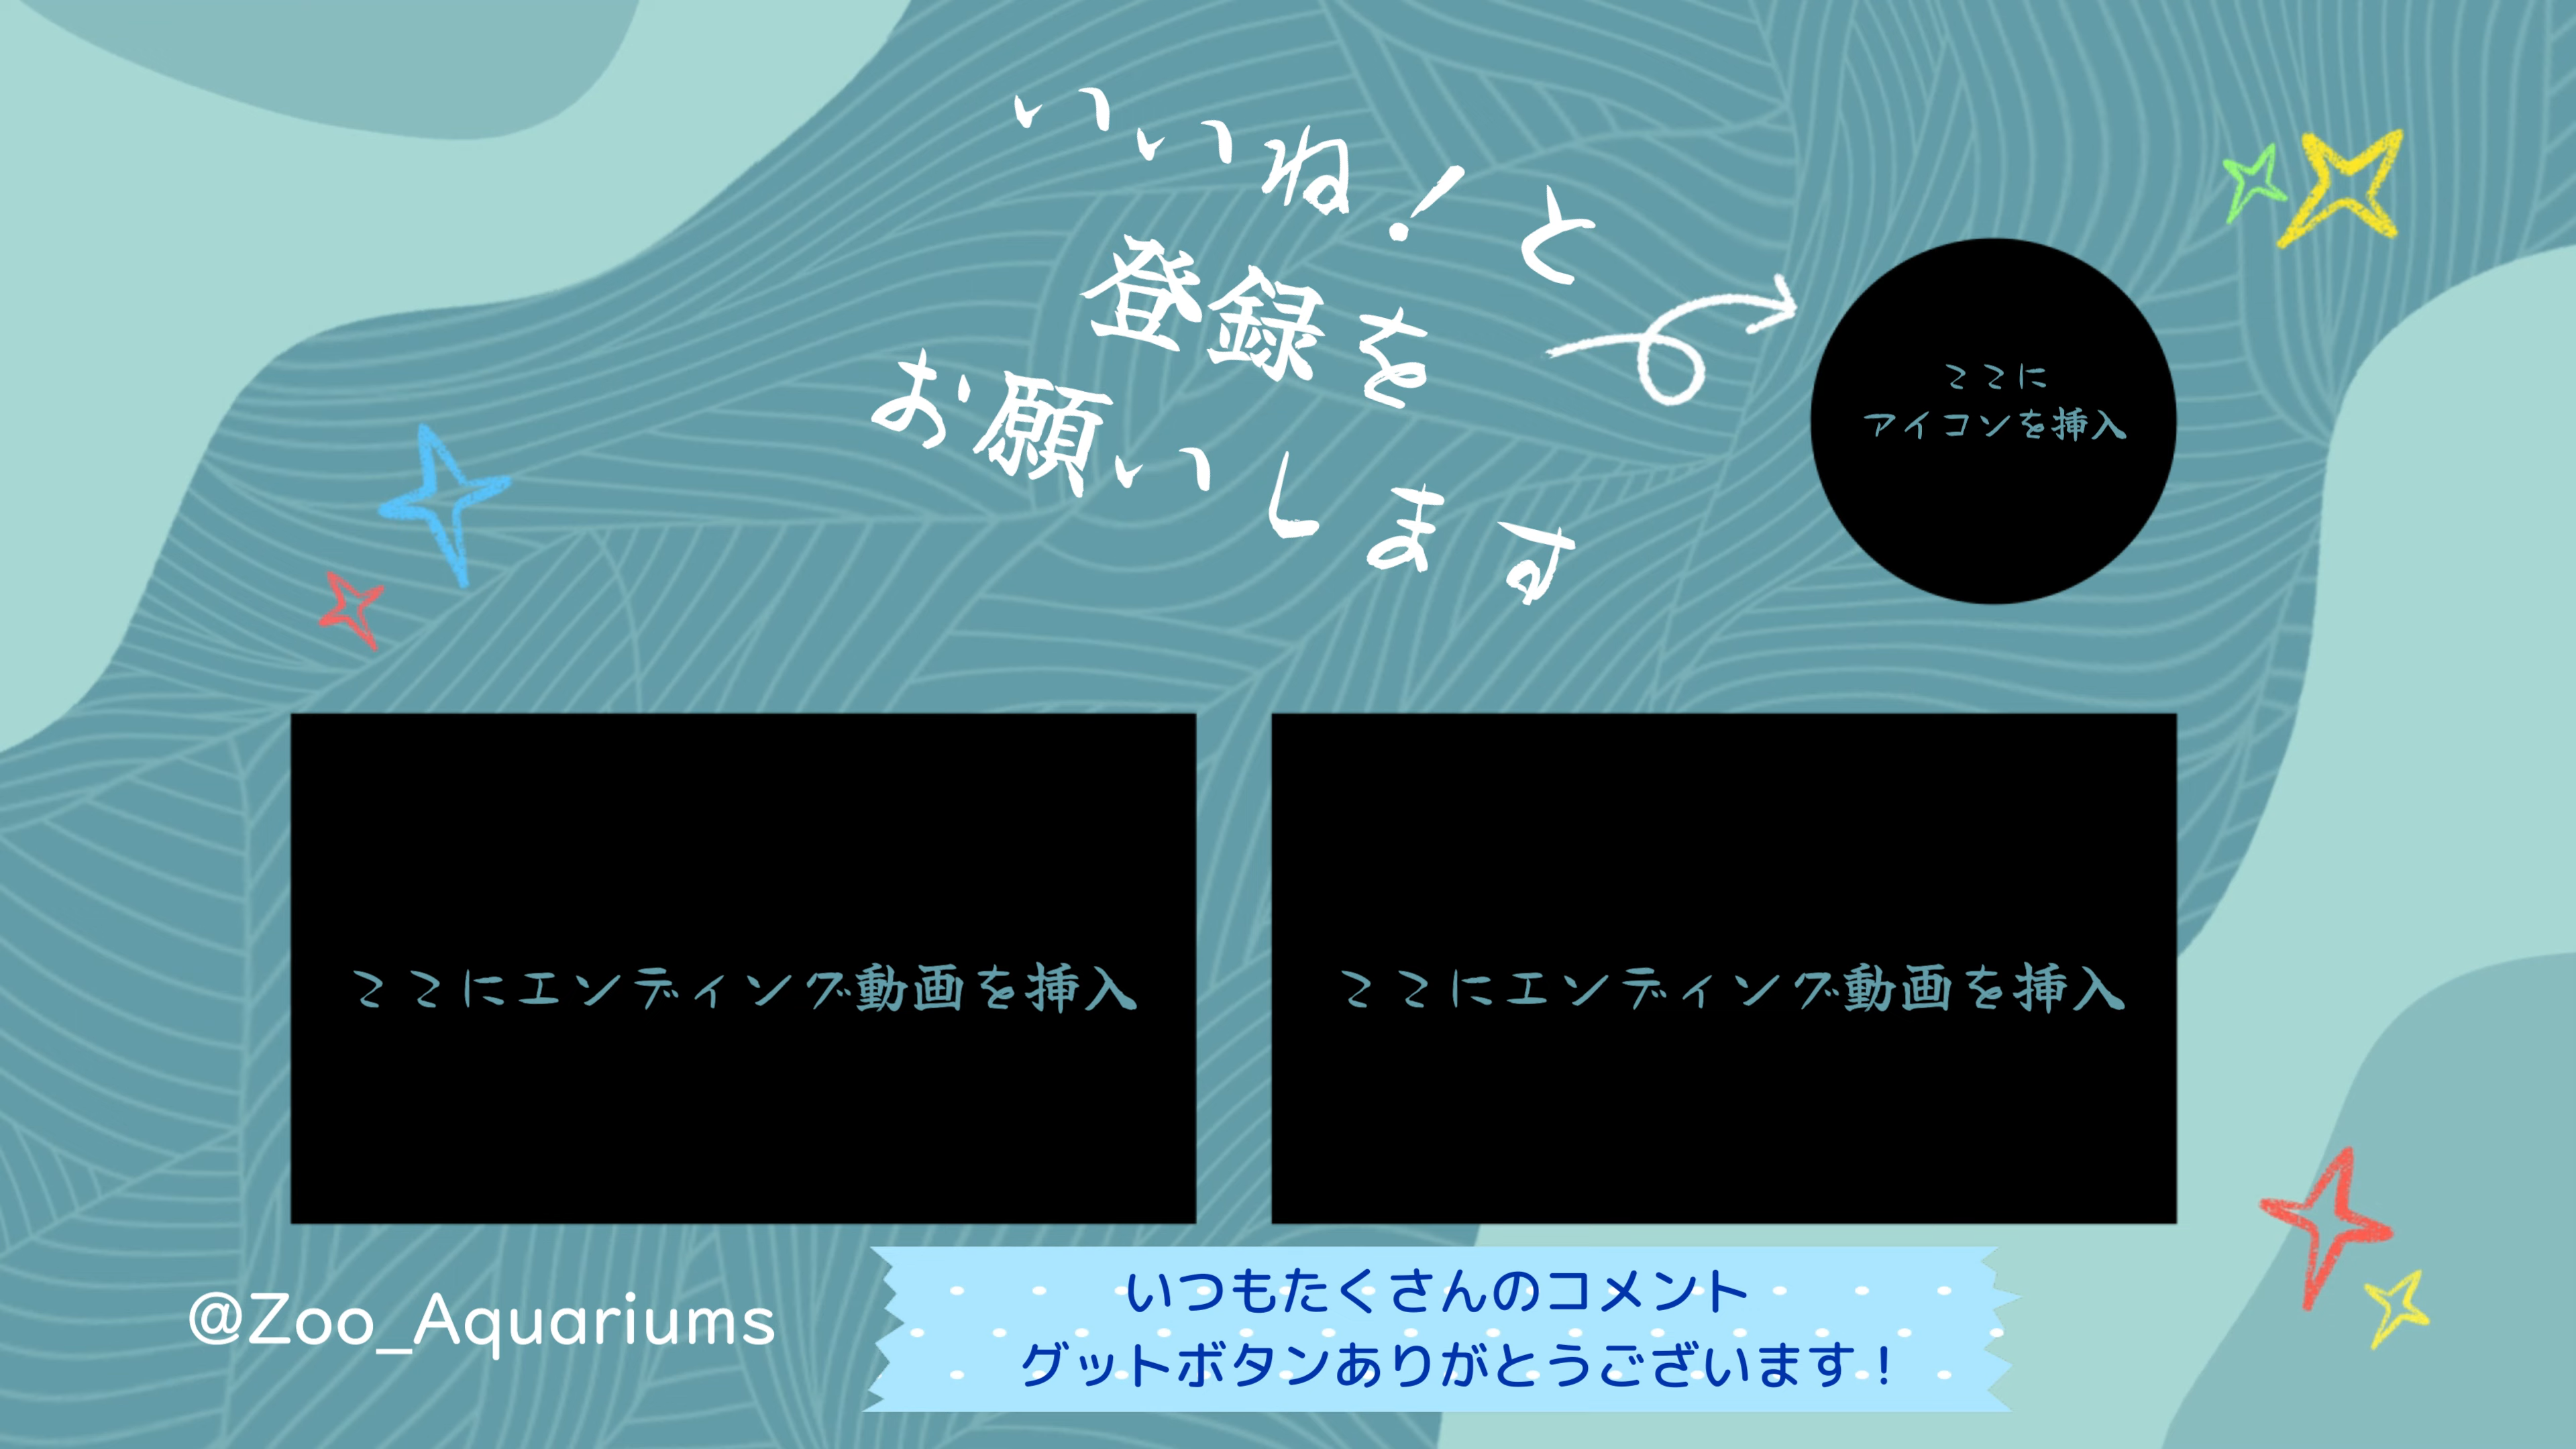 いいね！と
登録を
お願いします
ここに
アイコンを挿入
ここにエンディング動画を挿入
ここにエンディング動画を挿入
@Zoo_Aquariums
いつもたくさんのコメント
グットボタンありがとうございます！